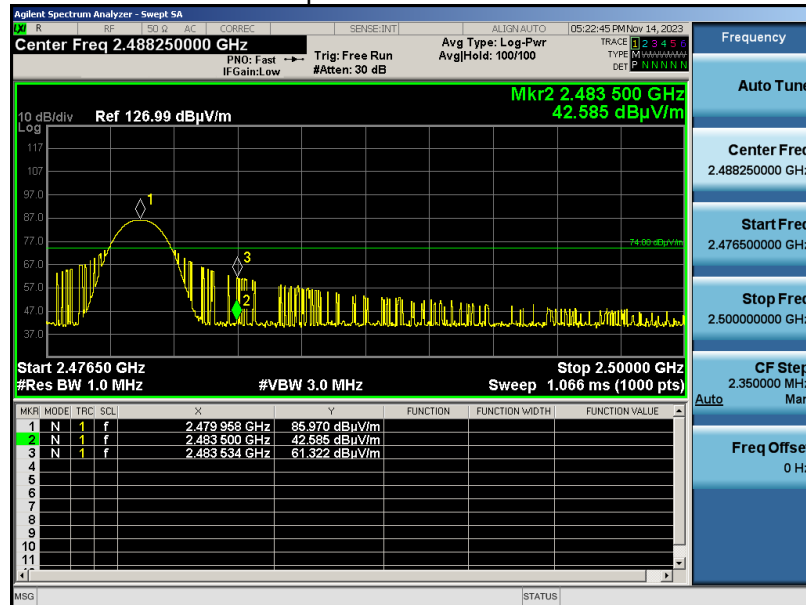 Agilent Spectrum Analyzer - Swept SA
LXI R RF 50 Ω AC CORREC SENSE:INT ALIGN AUTO 05:22:45 PM Nov 14, 2023
Center Freq 2.488250000 GHz
PNO: Fast
IFGain:Low
Trig: Free Run
#Atten: 30 dB
Avg Type: Log-Pwr
Avg|Hold: 100/100
TRACE 1 2 3 4 5 6
TYPE M WWWWW
DET P N N N N N
Mkr2 2.483 500 GHz
42.585 dBµV/m
10 dB/div Ref 126.99 dBµV/m
Log
117
107
97.0
87.0
77.0
67.0
57.0
47.0
37.0
1
3
2
74.00 dBµV/m
Start 2.47650 GHz Stop 2.50000 GHz
#Res BW 1.0 MHz #VBW 3.0 MHz Sweep 1.066 ms (1000 pts)
MKR MODE TRC SCL X Y FUNCTION FUNCTION WIDTH FUNCTION VALUE
1 N 1 f 2.479 958 GHz 85.970 dBµV/m
2 N 1 f 2.483 500 GHz 42.585 dBµV/m
3 N 1 f 2.483 534 GHz 61.322 dBµV/m
4
5
6
7
8
9
10
11
MSG STATUS
Frequency
Auto Tune
Center Freq
2.488250000 GHz
Start Freq
2.476500000 GHz
Stop Freq
2.500000000 GHz
CF Step
2.350000 MHz
Auto Man
Freq Offset
0 Hz